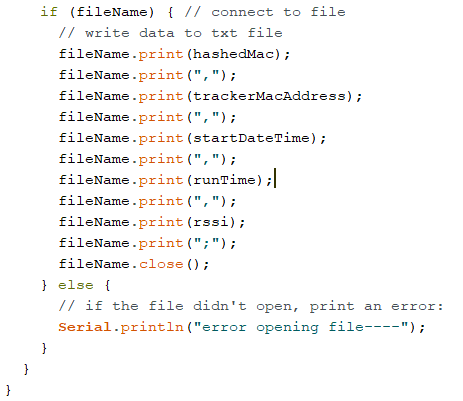 if (fileName) { // connect to file
// write data to txt file
fileName.print(hashedMac);
fileName.print(",");
fileName.print(trackerMacAddress);
fileName.print(",");
fileName.print(startDateTime);
fileName.print(",");
fileName.print(runTime);
fileName.print(",");
fileName.print(rssi);
fileName.print(";");
fileName.close();
} else {
// if the file didn't open, print an error:
Serial.println("error opening file----");
}
}
}